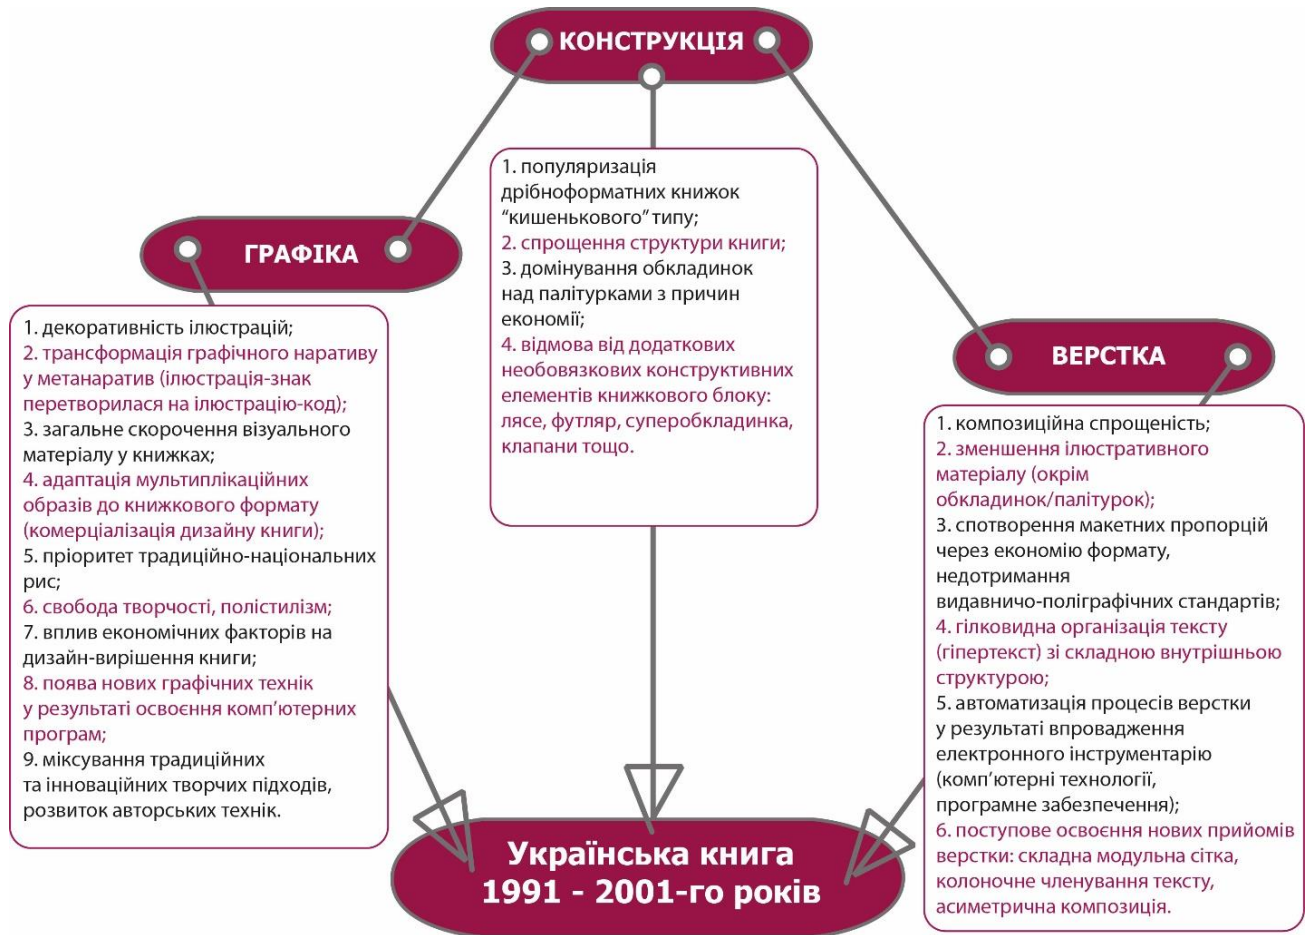 КОНСТРУКЦІЯ
1. популяризація
дрібноформатних книжок
“кишенькового” типу;
2. спрощення структури книги;
3. домінування обкладинок
над палітурками з причин
економії;
4. відмова від додаткових
необовязкових конструктивних
елементів книжкового блоку:
лясе, футляр, суперобкладинка,
клапани тощо.
ГРАФІКА
1. декоративність ілюстрацій;
2. трансформація графічного наративу
у метанаратив (ілюстрація-знак
перетворилася на ілюстрацію-код);
3. загальне скорочення візуального
матеріалу у книжках;
4. адаптація мультиплікаційних
образів до книжкового формату
(комерціалізація дизайну книги);
5. пріоритет традиційно-національних
рис;
6. свобода творчості, полістилізм;
7. вплив економічних факторів на
дизайн-вирішення книги;
8. поява нових графічних технік
у результаті освоєння комп’ютерних
програм;
9. міксування традиційних
та інноваційних творчих підходів,
розвиток авторських технік.
ВЕРСТКА
1. композиційна спрощеність;
2. зменшення ілюстративного
матеріалу (окрім
обкладинок/палітурок);
3. спотворення макетних пропорцій
через економію формату,
недотримання
видавничо-поліграфічних стандартів;
4. гілковидна організація тексту
(гіпертекст) зі складною внутрішньою
структурою;
5. автоматизація процесів верстки
у результаті впровадження
електронного інструментарію
(комп’ютерні технології,
програмне забезпечення);
6. поступове освоєння нових прийомів
верстки: складна модульна сітка,
колоночне членування тексту,
асиметрична композиція.
Українська книга
1991 - 2001-го років